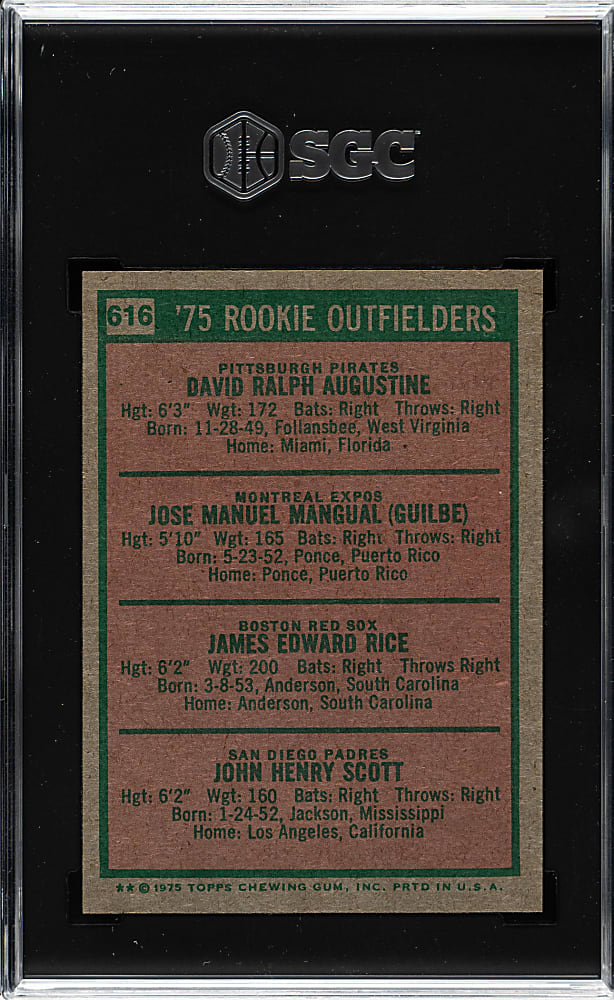 SGC
616 '75 ROOKIE OUTFIELDERS
PITTSBURGH PIRATES
DAVID RALPH AUGUSTINE
Hgt: 6'3" Wgt: 172 Bats: Right Throws: Right
Born: 11-28-49, Follansbee, West Virginia
Home: Miami, Florida
MONTREAL EXPOS
JOSE MANUEL MANGUAL (GUILBE)
Hgt: 5'10" Wgt: 165 Bats: Right Throws: Right
Born: 5-23-52, Ponce, Puerto Rico
Home: Ponce, Puerto Rico
BOSTON RED SOX
JAMES EDWARD RICE
Hgt: 6'2" Wgt: 200 Bats: Right Throws Right
Born: 3-8-53, Anderson, South Carolina
Home: Anderson, South Carolina
SAN DIEGO PADRES
JOHN HENRY SCOTT
Hgt: 6'2" Wgt: 160 Bats: Right Throws: Right
Born: 1-24-52, Jackson, Mississippi
Home: Los Angeles, California
**©1975 TOPPS CHEWING GUM, INC. PRTD IN U.S.A.